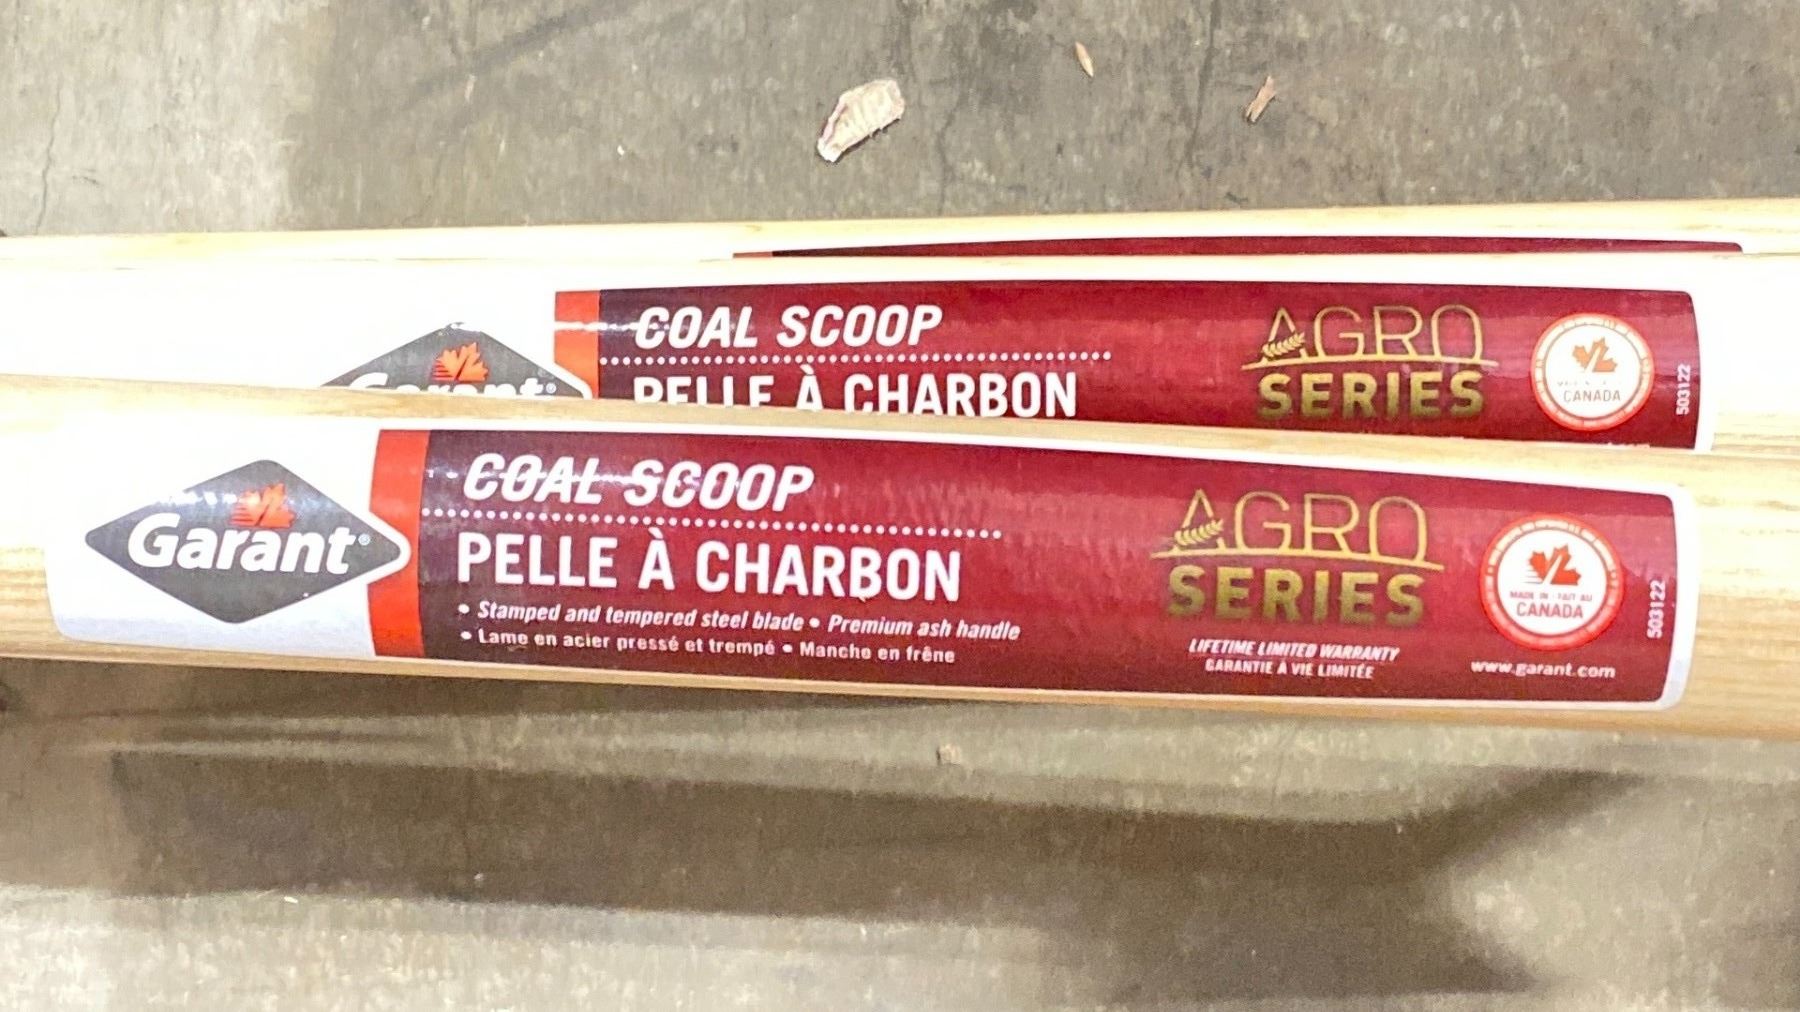 COAL SCOOP
PELLE À CHARBON
Garant®
AGRO
SERIES
CANADA
503122
Garant®
COAL SCOOP
PELLE À CHARBON
• Stamped and tempered steel blade • Premium ash handle
• Lame en acier pressé et trempé • Manche en frêne
AGRO
SERIES
LIFETIME LIMITED WARRANTY
GARANTIE À VIE LIMITÉE
MADE IN - FAIT AU
CANADA
www.garant.com
503122